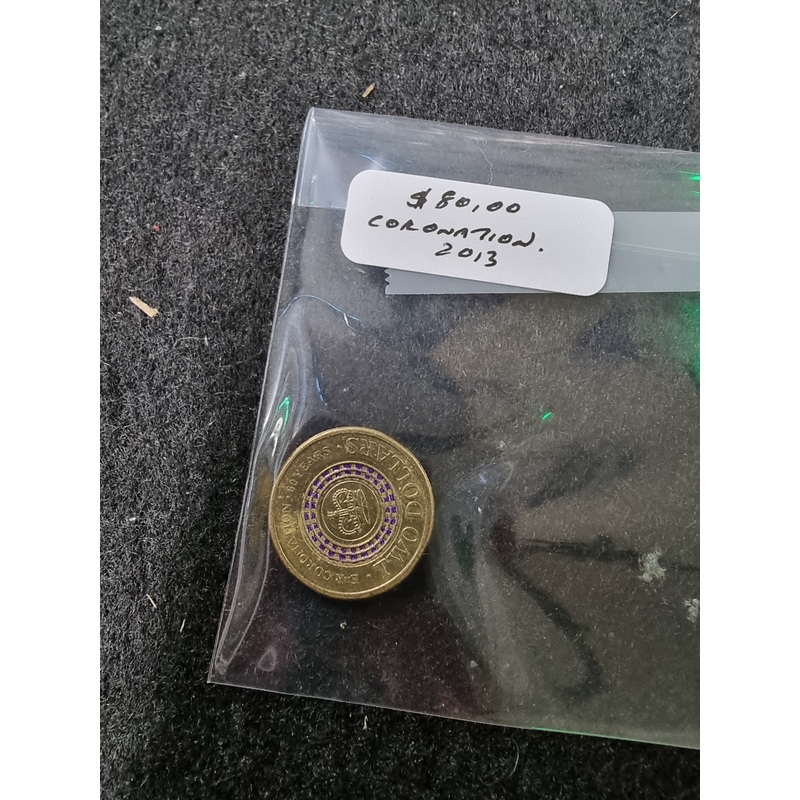 $80,00
CORONATION.
2013
TWO DOLLARS
E·R CORONATION : 60 YEARS